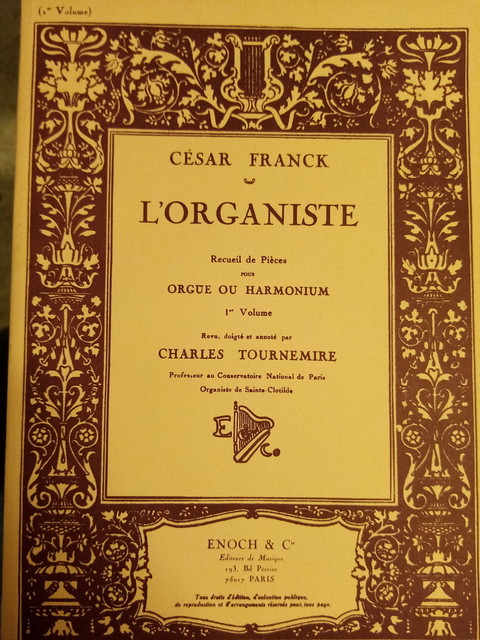 (1er Volume)
CÉSAR FRANCK
L'ORGANISTE
Recueil de Pièces
POUR
ORGUE OU HARMONIUM
1er Volume
Revu, doigté et annoté par
CHARLES TOURNEMIRE
Professeur au Conservatoire National de Paris
Organiste de Sainte-Clotilde
E C
& Co.
ENOCH & Cie
Editeurs de Musique
193, Bd Péreire
75017 PARIS
Tous droits d'édition, d'exécution publique,
de reproduction et d'arrangements réservés pour tous pays.